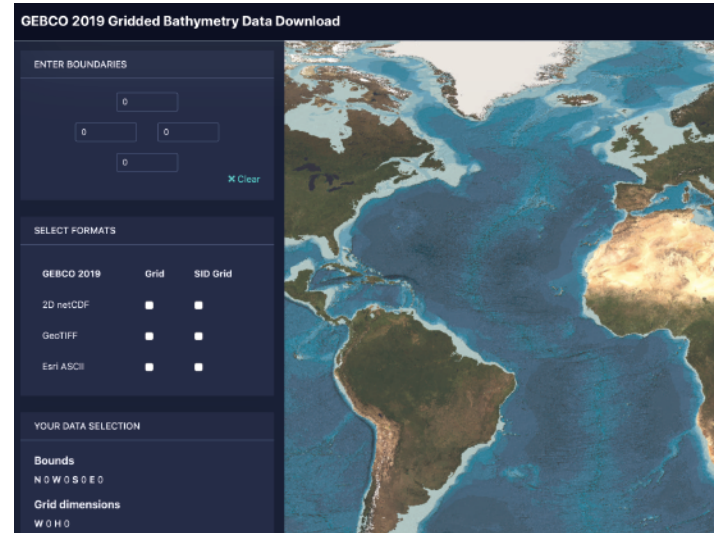 GEBCO 2019 Gridded Bathymetry Data Download
ENTER BOUNDARIES
0
0 0
0
× Clear
SELECT FORMATS
GEBCO 2019 Grid SID Grid
2D netCDF
GeoTIFF
Esri ASCII
YOUR DATA SELECTION
Bounds
N 0 W 0 S 0 E 0
Grid dimensions
W 0 H 0